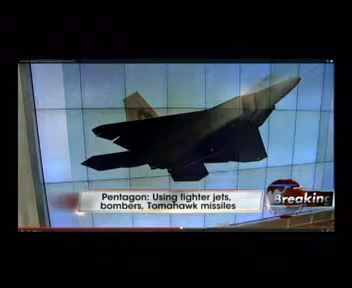 Pentagon: Using fighter jets,
bombers, Tomahawk missiles
Breaking